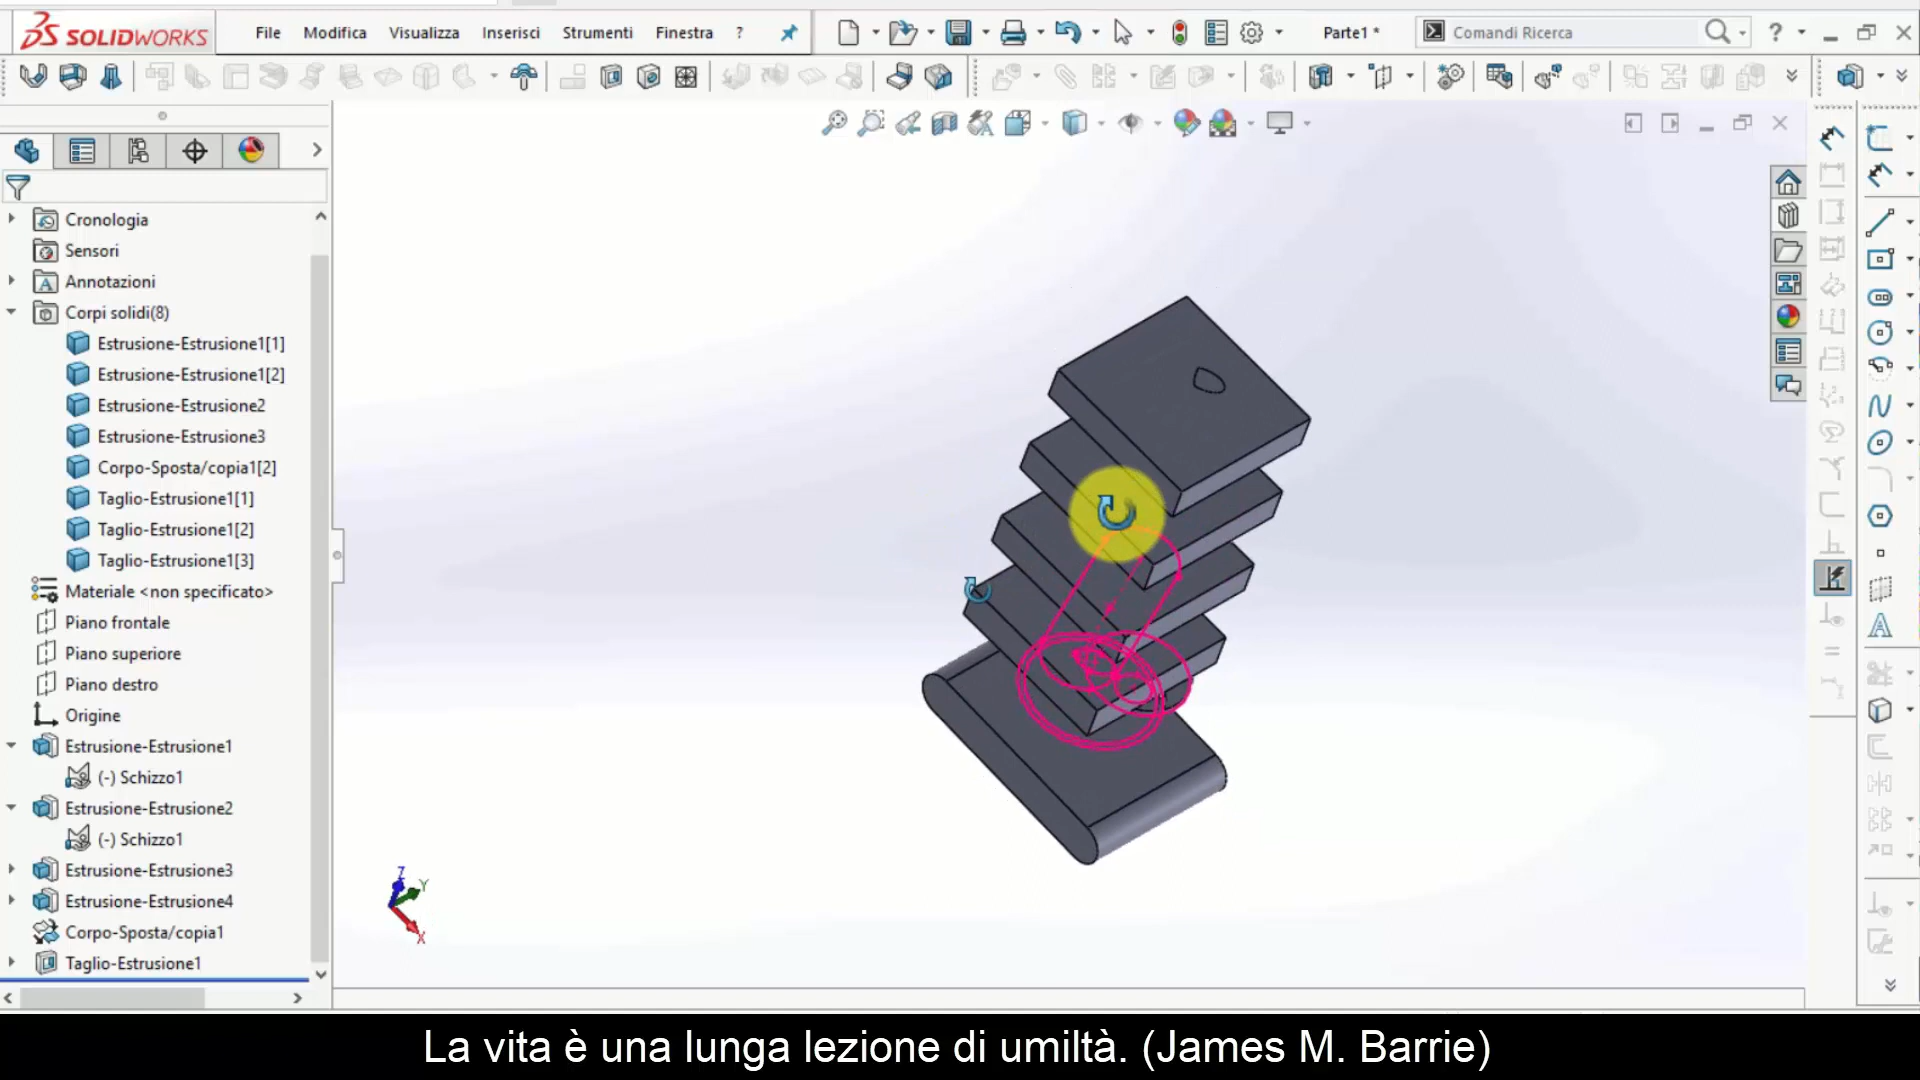 SOLIDWORKS
File Modifica Visualizza Inserisci Strumenti Finestra ?
Parte1 *
Comandi Ricerca
Cronologia
Sensori
Annotazioni
Corpi solidi(8)
Estrusione-Estrusione1[1]
Estrusione-Estrusione1[2]
Estrusione-Estrusione2
Estrusione-Estrusione3
Corpo-Sposta/copia1[2]
Taglio-Estrusione1[1]
Taglio-Estrusione1[2]
Taglio-Estrusione1[3]
Materiale <non specificato>
Piano frontale
Piano superiore
Piano destro
Origine
Estrusione-Estrusione1
(-) Schizzo1
Estrusione-Estrusione2
(-) Schizzo1
Estrusione-Estrusione3
Estrusione-Estrusione4
Corpo-Sposta/copia1
Taglio-Estrusione1
Z
Y
X
La vita è una lunga lezione di umiltà. (James M. Barrie)